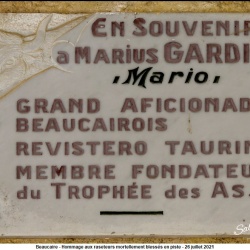 EN SOUVENIR
à MARIUS GARDI
"Mario"
GRAND AFICIONAD
BEAUCAIROIS
REVISTERO TAURIN
MEMBRE FONDATEU
du TROPHÉE des AS
Beaucaire - Hommage aux raseteurs mortellement blessés en piste - 26 juillet 2021